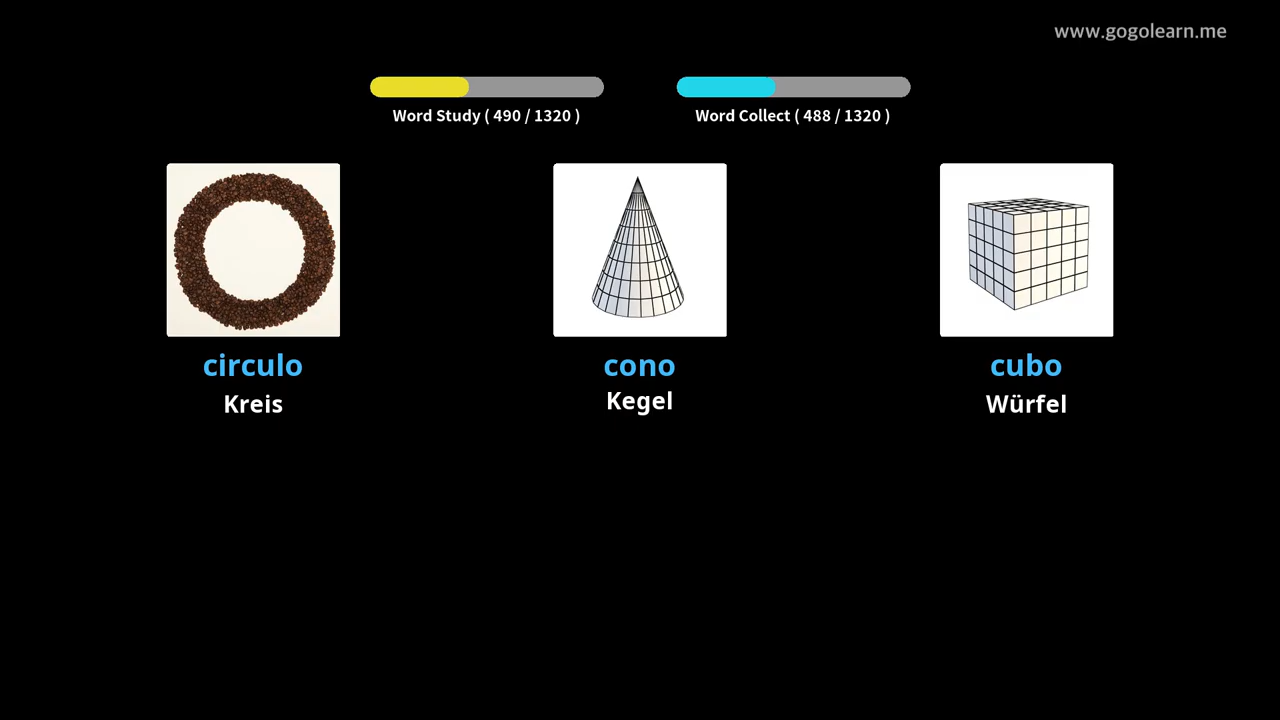 www.gogolearn.me
Word Study ( 490 / 1320 )
Word Collect ( 488 / 1320 )
circulo
cono
cubo
Kreis
Kegel
Würfel